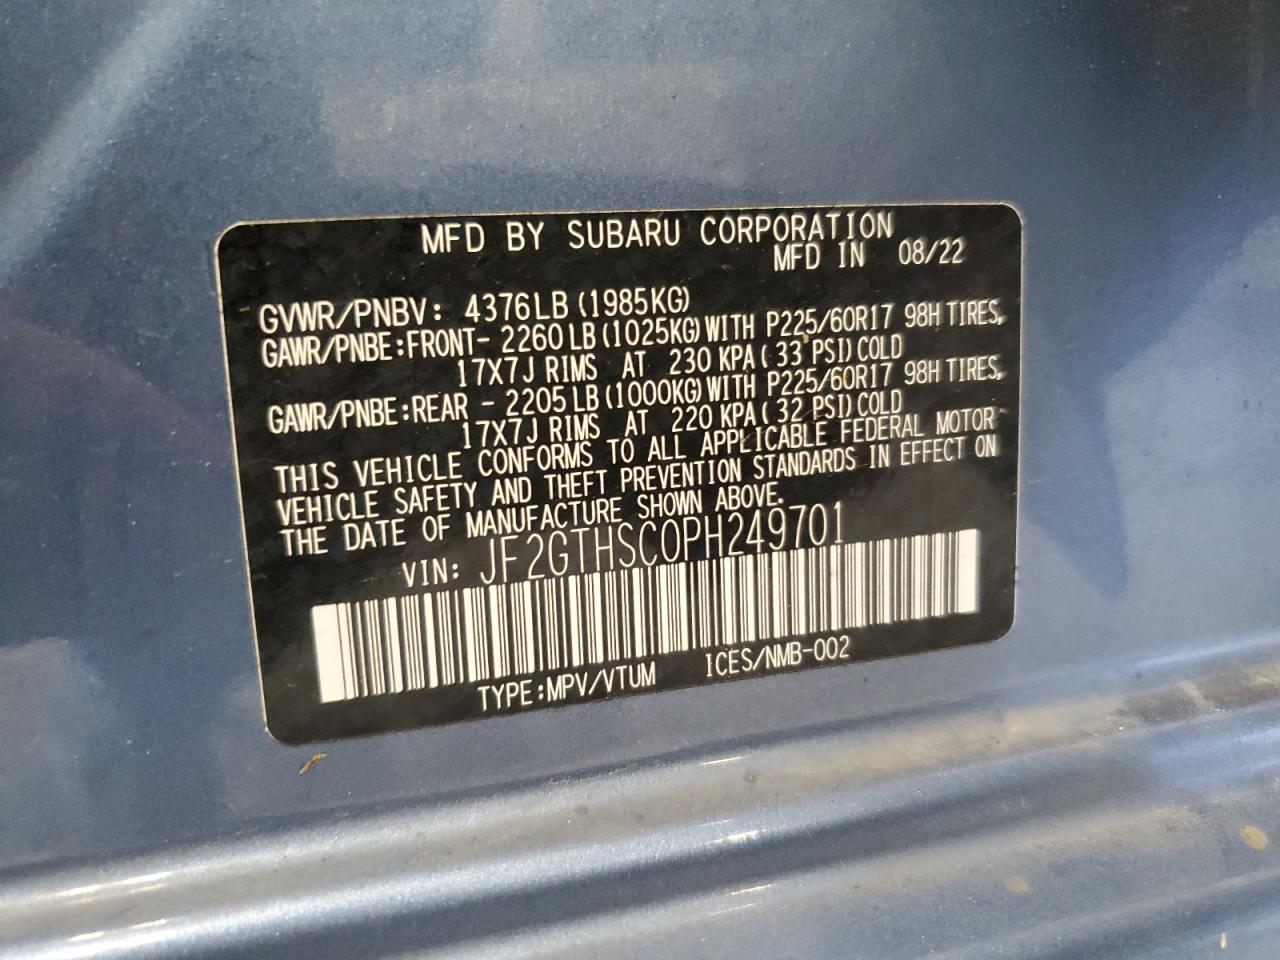 MFD BY SUBARU CORPORATION
MFD IN 08/22
GVWR/PNBV: 4376LB (1985KG)
GAWR/PNBE:FRONT- 2260 LB (1025KG) WITH P225/60R17 98H TIRES,
17X7J RIMS AT 230 KPA ( 33 PSI) COLD
GAWR/PNBE:REAR - 2205 LB (1000KG) WITH P225/60R17 98H TIRES,
17X7J RIMS AT 220 KPA ( 32 PSI) COLD
THIS VEHICLE CONFORMS TO ALL APPLICABLE FEDERAL MOTOR
VEHICLE SAFETY AND THEFT PREVENTION STANDARDS IN EFFECT ON
THE DATE OF MANUFACTURE SHOWN ABOVE.
VIN: JF2GTHSC0PH249701
TYPE:MPV/VTUM ICES/NMB-002